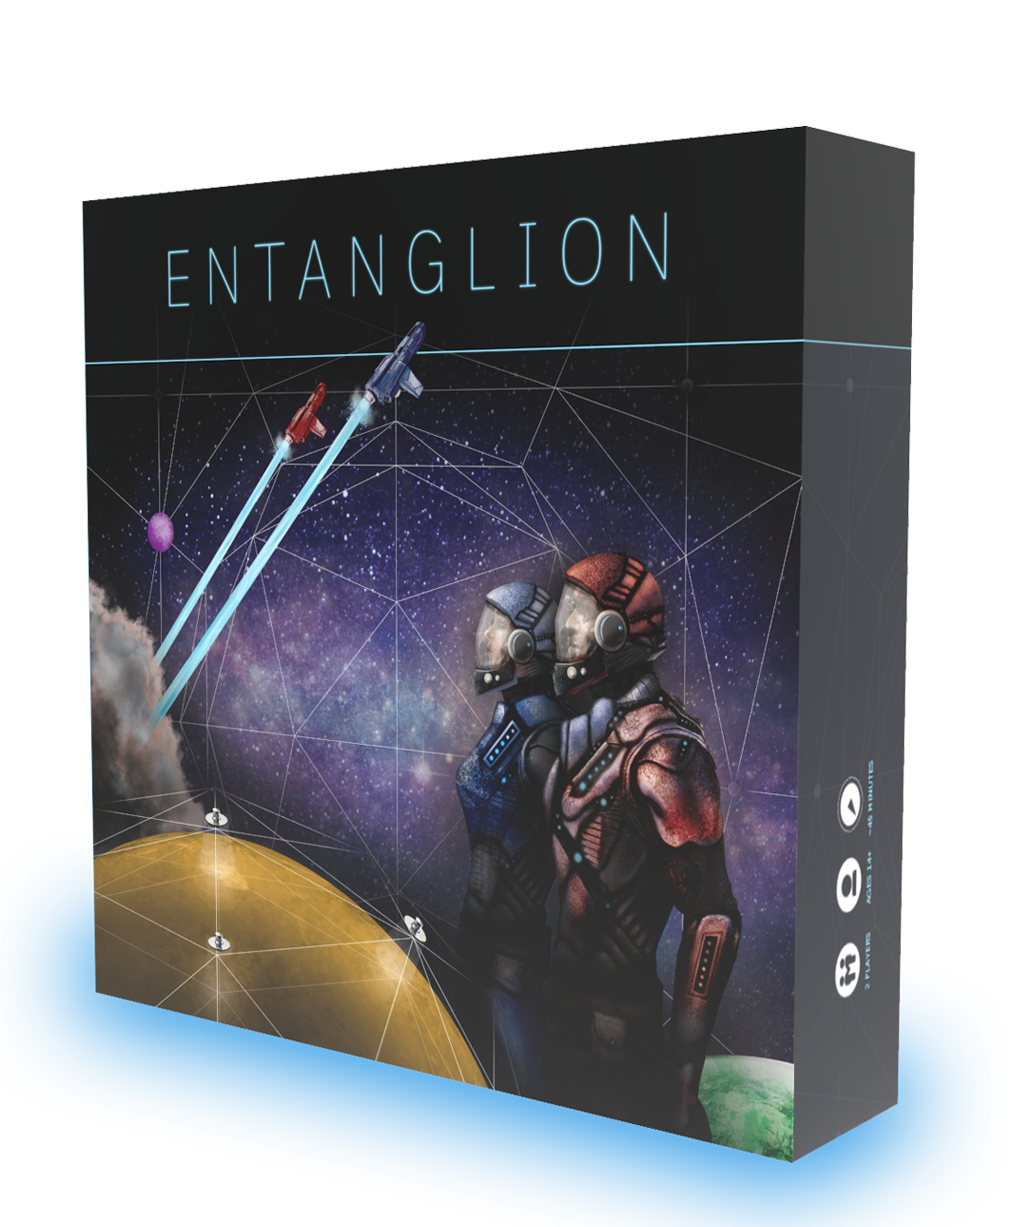 ENTANGLION
2 PLAYERS
AGES 14+
~45 MINUTES